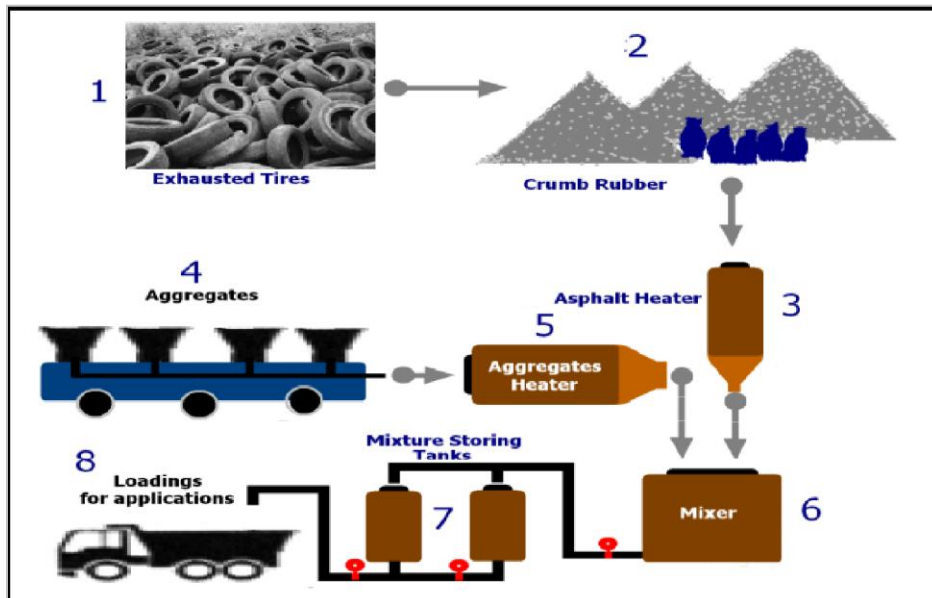 1
Exhausted Tires
2
Crumb Rubber
3
Asphalt Heater
4
Aggregates
5
Aggregates
Heater
6
Mixer
Mixture Storing
Tanks
7
8
Loadings
for applications